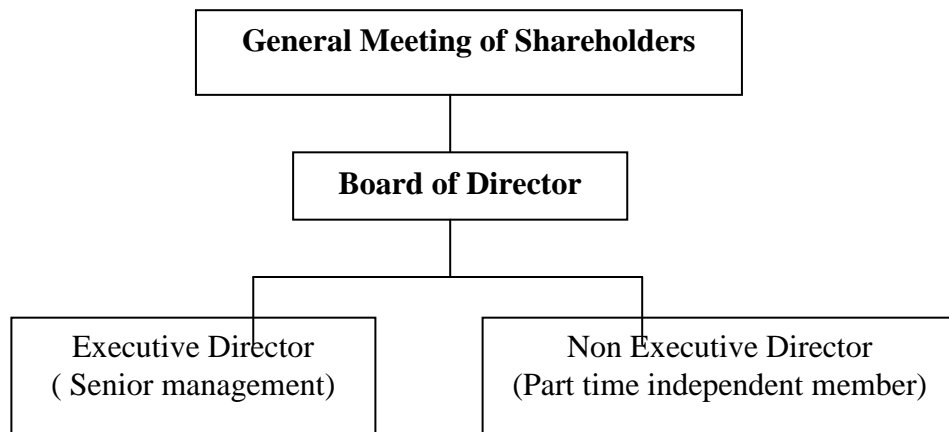 General Meeting of Shareholders
Board of Director
Executive Director
( Senior management)
Non Executive Director
(Part time independent member)